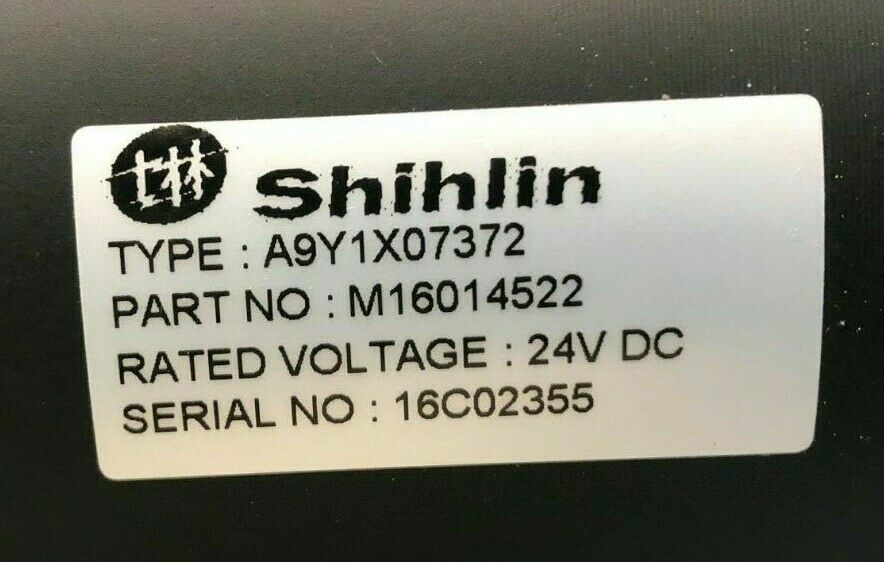 士林 Shihlin
TYPE : A9Y1X07372
PART NO : M16014522
RATED VOLTAGE : 24V DC
SERIAL NO : 16C02355